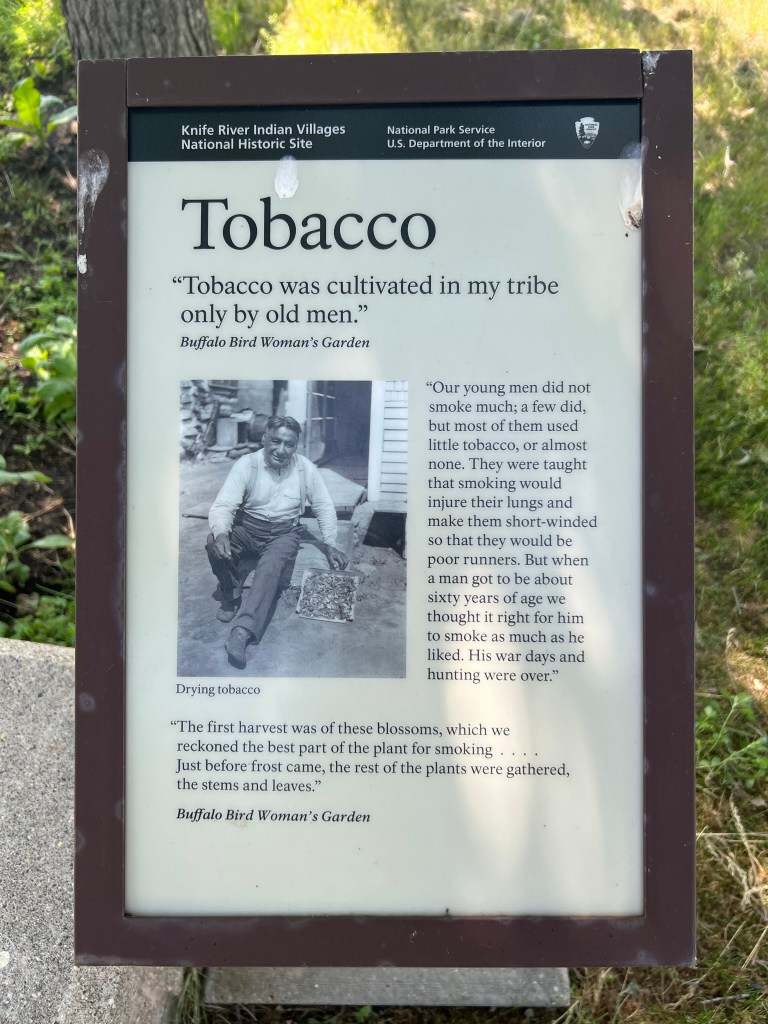 Knife River Indian Villages
National Historic Site
National Park Service
U.S. Department of the Interior
Tobacco
“Tobacco was cultivated in my tribe
only by old men.”
Buffalo Bird Woman’s Garden
“Our young men did not
smoke much; a few did,
but most of them used
little tobacco, or almost
none. They were taught
that smoking would
injure their lungs and
make them short-winded
so that they would be
poor runners. But when
a man got to be about
sixty years of age we
thought it right for him
to smoke as much as he
liked. His war days and
hunting were over.”
Drying tobacco
“The first harvest was of these blossoms, which we
reckoned the best part of the plant for smoking . . . .
Just before frost came, the rest of the plants were gathered,
the stems and leaves.”
Buffalo Bird Woman’s Garden